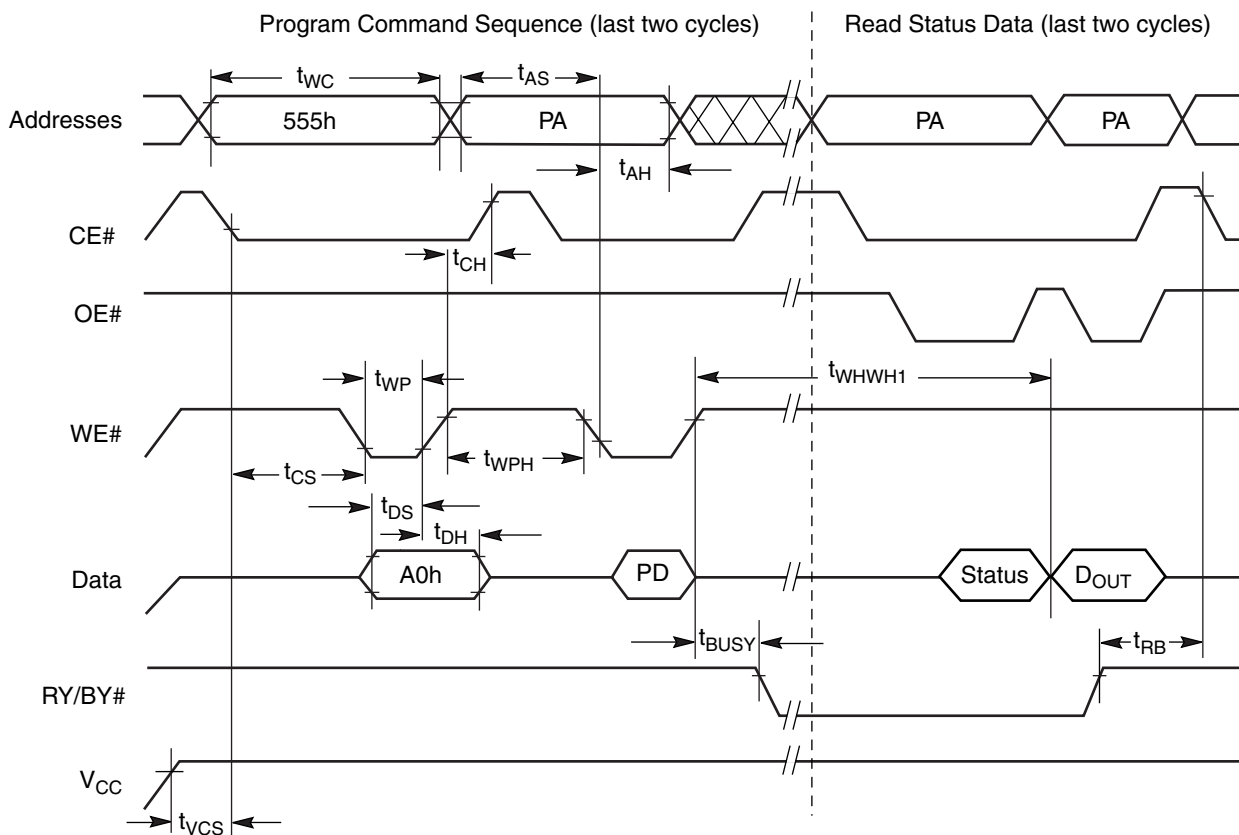 Program Command Sequence (last two cycles) Read Status Data (last two cycles)
tWC tAS
Addresses 555h PA PA PA
tAH
CE#
tCH
OE#
tWP tWHWH1
WE#
tCS tWPH
tDS
tDH
Data A0h PD Status DOUT
tBUSY tRB
RY/BY#
VCC
tVCS